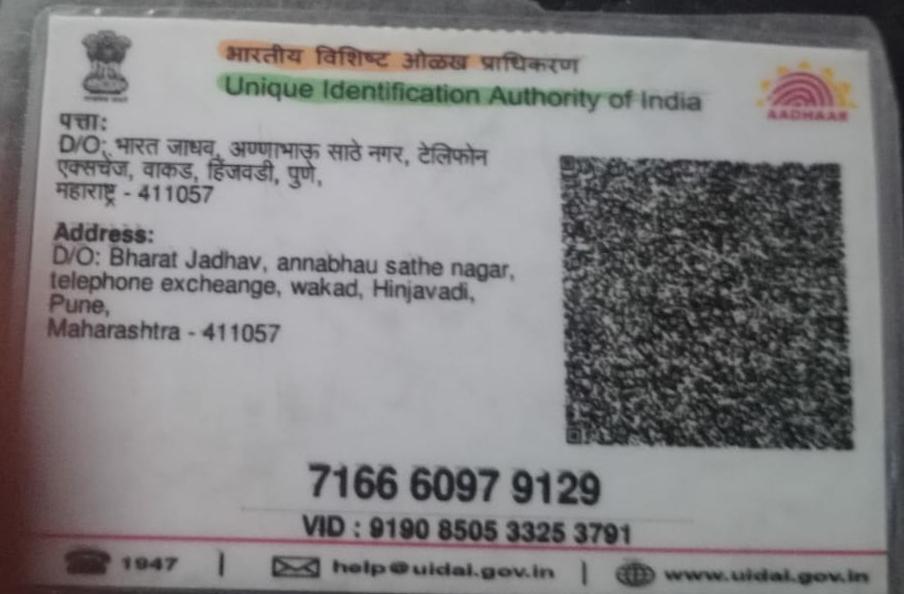 भारतीय विशिष्ट ओळख प्राधिकरण
Unique Identification Authority of India
AADHAAR
पत्ता:
D/O: भारत जाधव, अण्णाभाऊ साठे नगर, टेलिफोन
एक्सचेंज, वाकड, हिंजवडी, पुणे,
महाराष्ट्र - 411057
Address:
D/O: Bharat Jadhav, annabhau sathe nagar,
telephone excheange, wakad, Hinjavadi,
Pune,
Maharashtra - 411057
7166 6097 9129
VID : 9190 8505 3325 3791
1947 | help@uidai.gov.in | www.uidai.gov.in